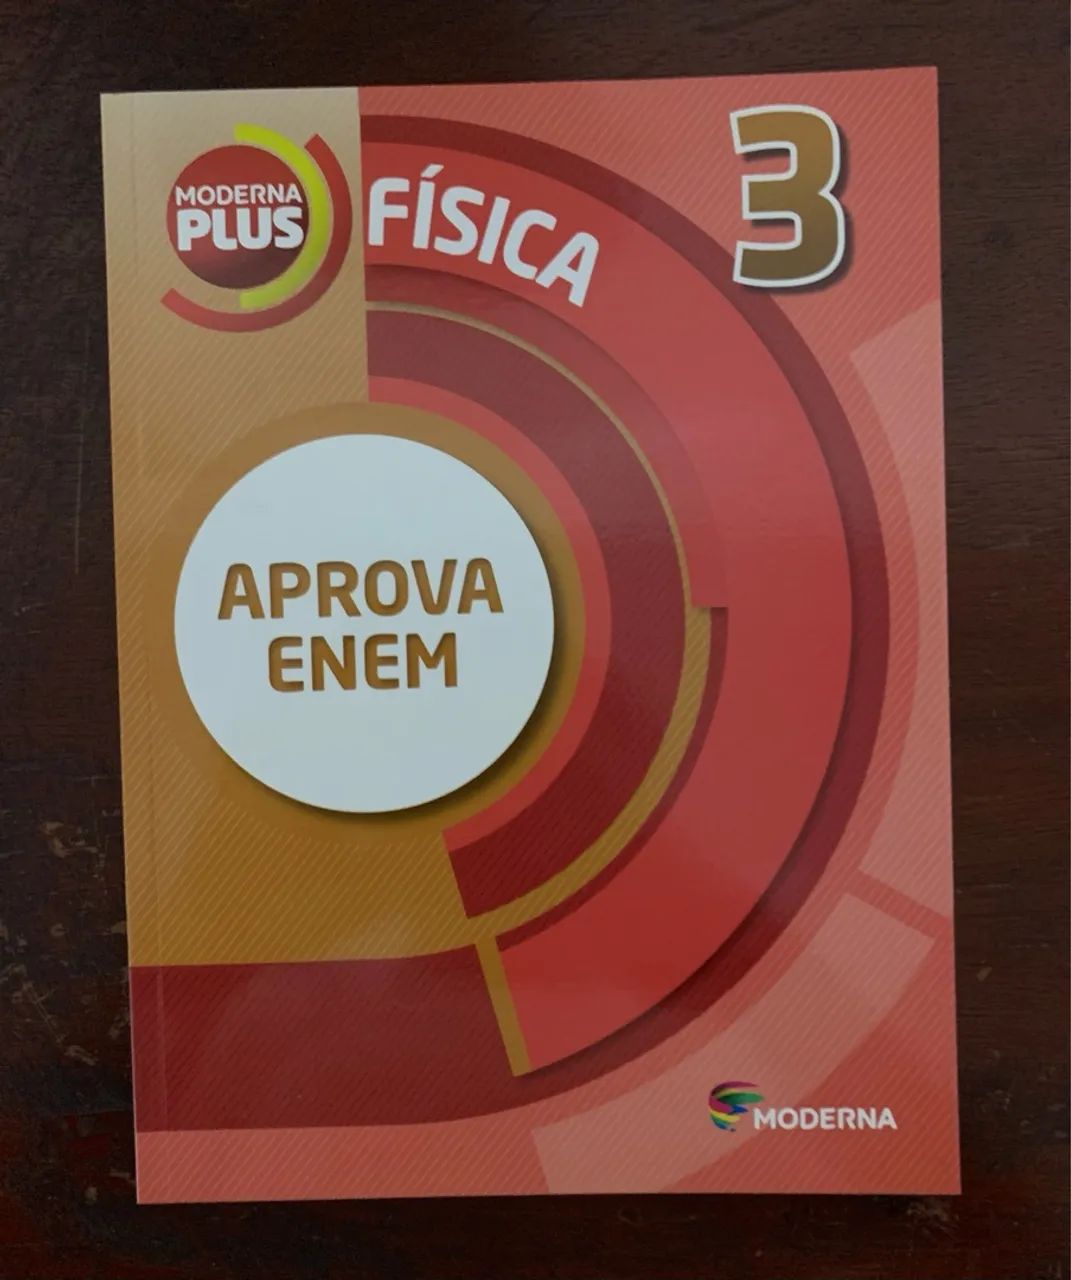 MODERNA
PLUS
FÍSICA
3
APROVA
ENEM
MODERNA